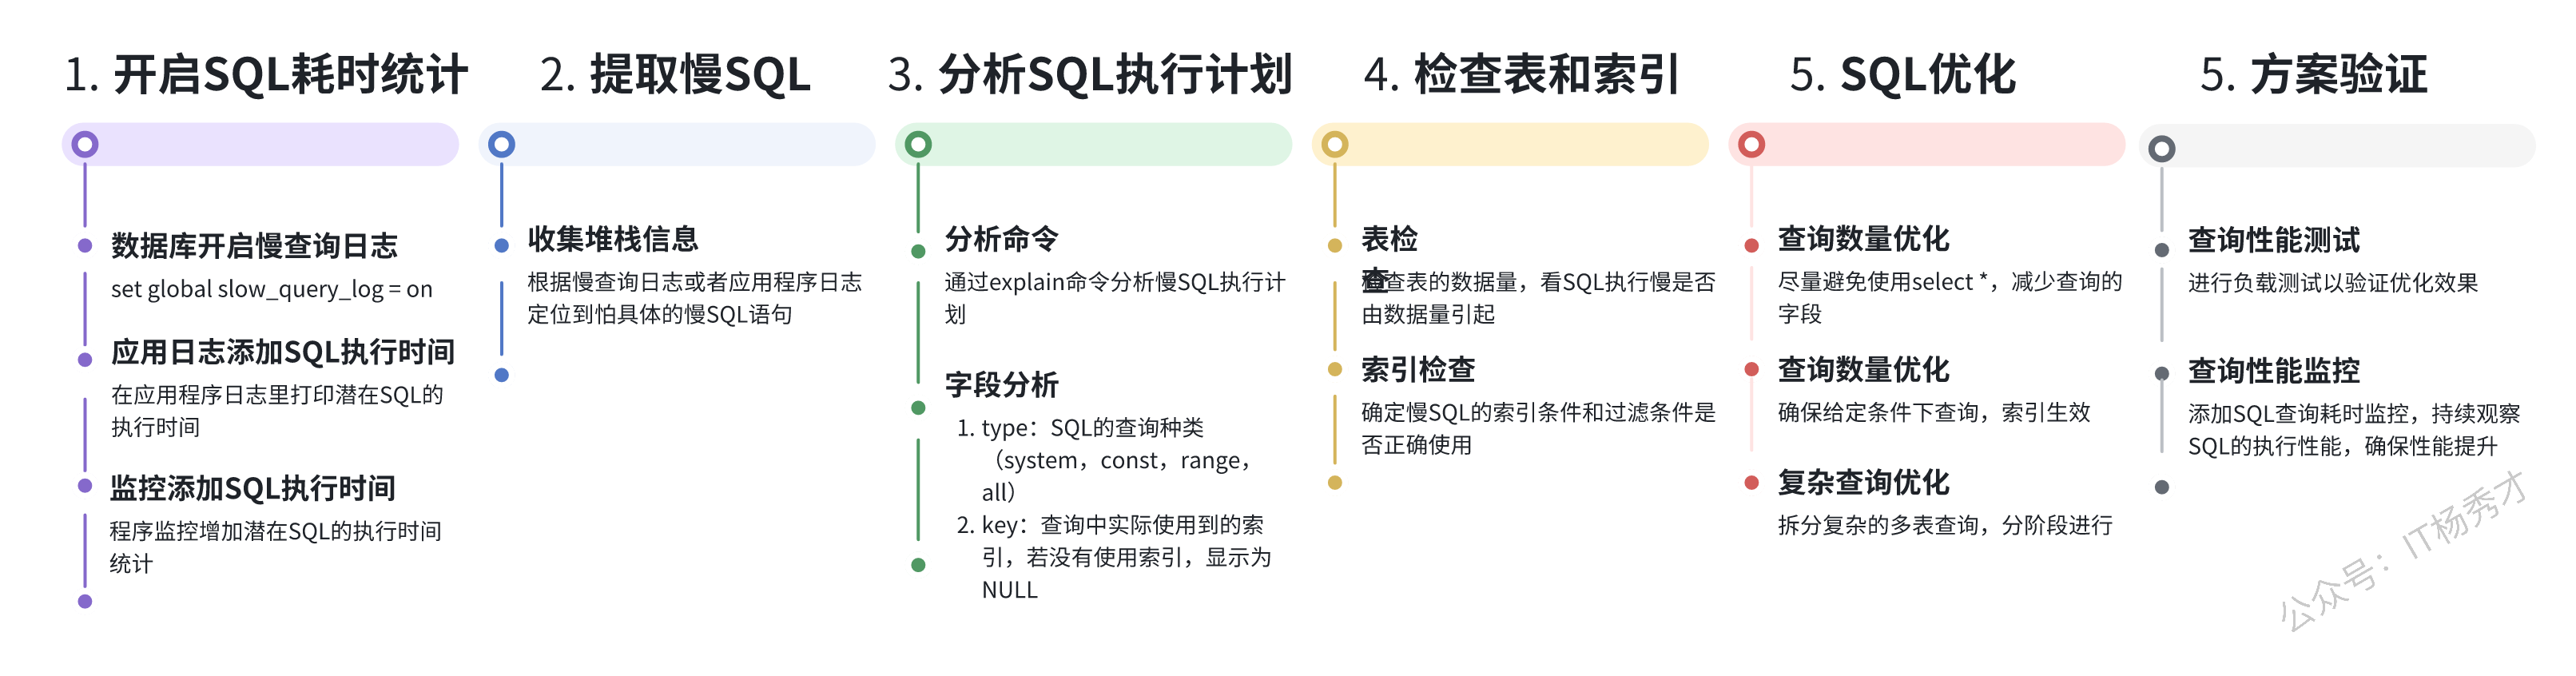 1. 开启SQL耗时统计
数据库开启慢查询日志
set global slow_query_log = on
应用日志添加SQL执行时间
在应用程序日志里打印潜在SQL的
执行时间
监控添加SQL执行时间
程序监控增加潜在SQL的执行时间
统计
2. 提取慢SQL
收集堆栈信息
根据慢查询日志或者应用程序日志
定位到怕具体的慢SQL语句
3. 分析SQL执行计划
分析命令
通过explain命令分析慢SQL执行计
划
字段分析
1. type：SQL的查询种类
（system，const，range，
all）
2. key：查询中实际使用到的索
引，若没有使用索引，显示为
NULL
4. 检查表和索引
表检
查
检查表的数据量，看SQL执行慢是否
由数据量引起
索引检查
确定慢SQL的索引条件和过滤条件是
否正确使用
5. SQL优化
查询数量优化
尽量避免使用select *，减少查询的
字段
查询数量优化
确保给定条件下查询，索引生效
复杂查询优化
拆分复杂的多表查询，分阶段进行
5. 方案验证
查询性能测试
进行负载测试以验证优化效果
查询性能监控
添加SQL查询耗时监控，持续观察
SQL的执行性能，确保性能提升
公众号：IT杨秀才